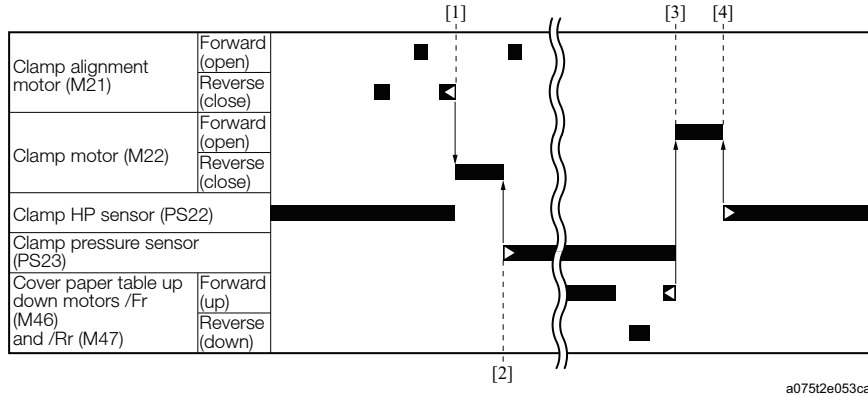 [1] [3] [4]
Clamp alignment
motor (M21)
Forward
(open)
Reverse
(close)
Clamp motor (M22)
Forward
(open)
Reverse
(close)
Clamp HP sensor (PS22)
Clamp pressure sensor
(PS23)
Cover paper table up
down motors /Fr
(M46)
and /Rr (M47)
Forward
(up)
Reverse
(down)
[2]
a075t2e053ca